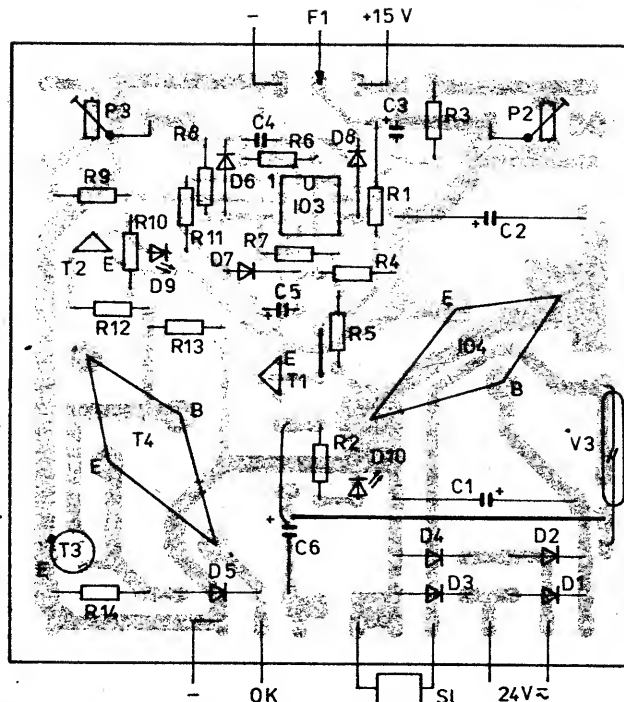 - F1 +15 V
P3 C4 C3 R3 P2
R8 R6 D8
R9 D6 1 U IO3 R1
R10 R11 C2
T2 E D9 R7 D7 R4
R12 C5 E
R13 R5 IO4
E T1
B
T4 B
R2 D10 V3
E C1 +
T3 + C6 D4 D2
E
R14 D5 D3 D1
- OK SL 24V ≂